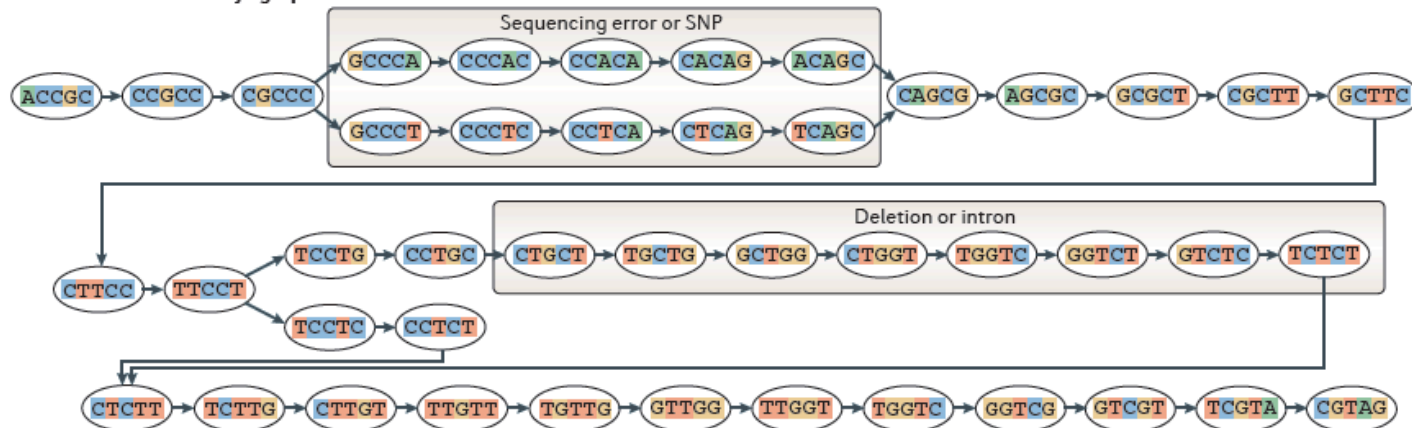 Sequencing error or SNP
GCCCA CCCAC CCACA CACAG ACAGC
ACCGC CCGCC CGCCC CAGCG AGCGC GCGCT CGCTT GCTTC
GCCCT CCCTC CCTCA CTCAG TCAGC
Deletion or intron
TCCTG CCTGC CTGCT TGCTG GCTGG CTGGT TGGTC GGTCT GTCTC TCTCT
CTTCC TTCCT
TCCTC CCTCT
CTCTT TCTTG CTTGT TTGTT TGTTG GTTGG TTGGT TGGTC GGTCG GTCGT TCGTA CGTAG